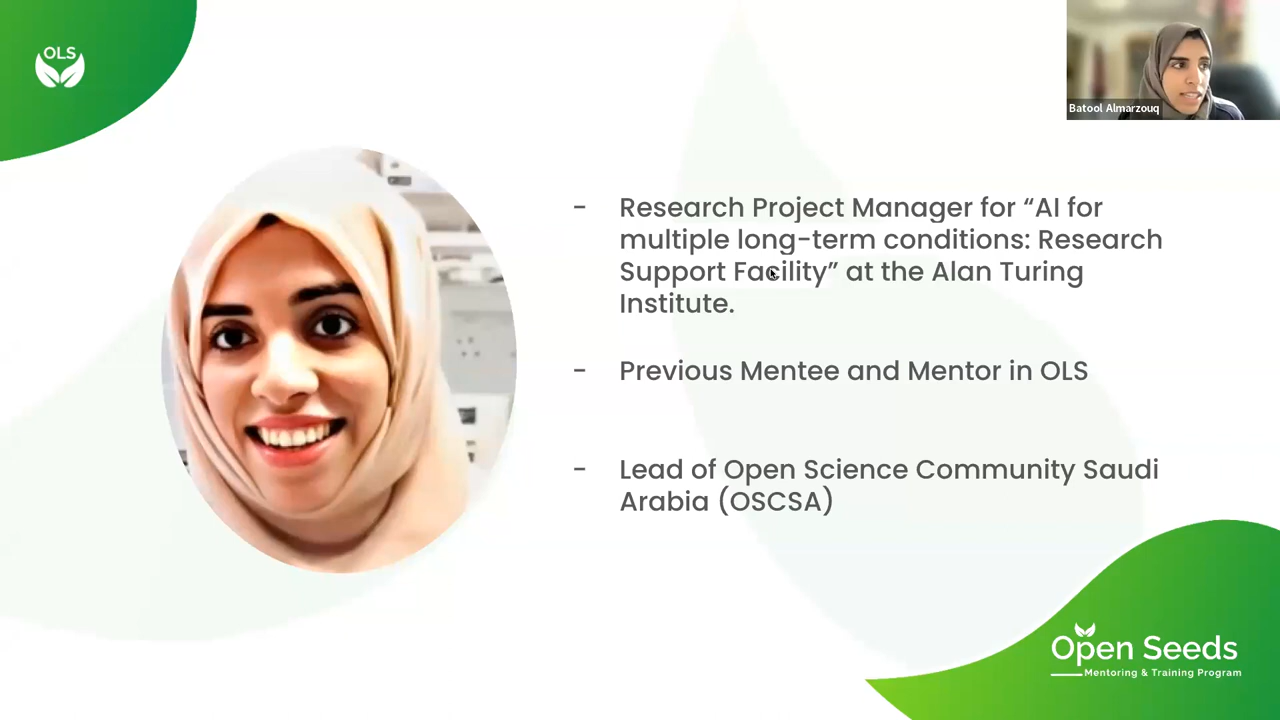 OLS
Batool Almarzouq
- Research Project Manager for “AI for
multiple long-term conditions: Research
Support Facility” at the Alan Turing
Institute.
- Previous Mentee and Mentor in OLS
- Lead of Open Science Community Saudi
Arabia (OSCSA)
Open Seeds
Mentoring & Training Program